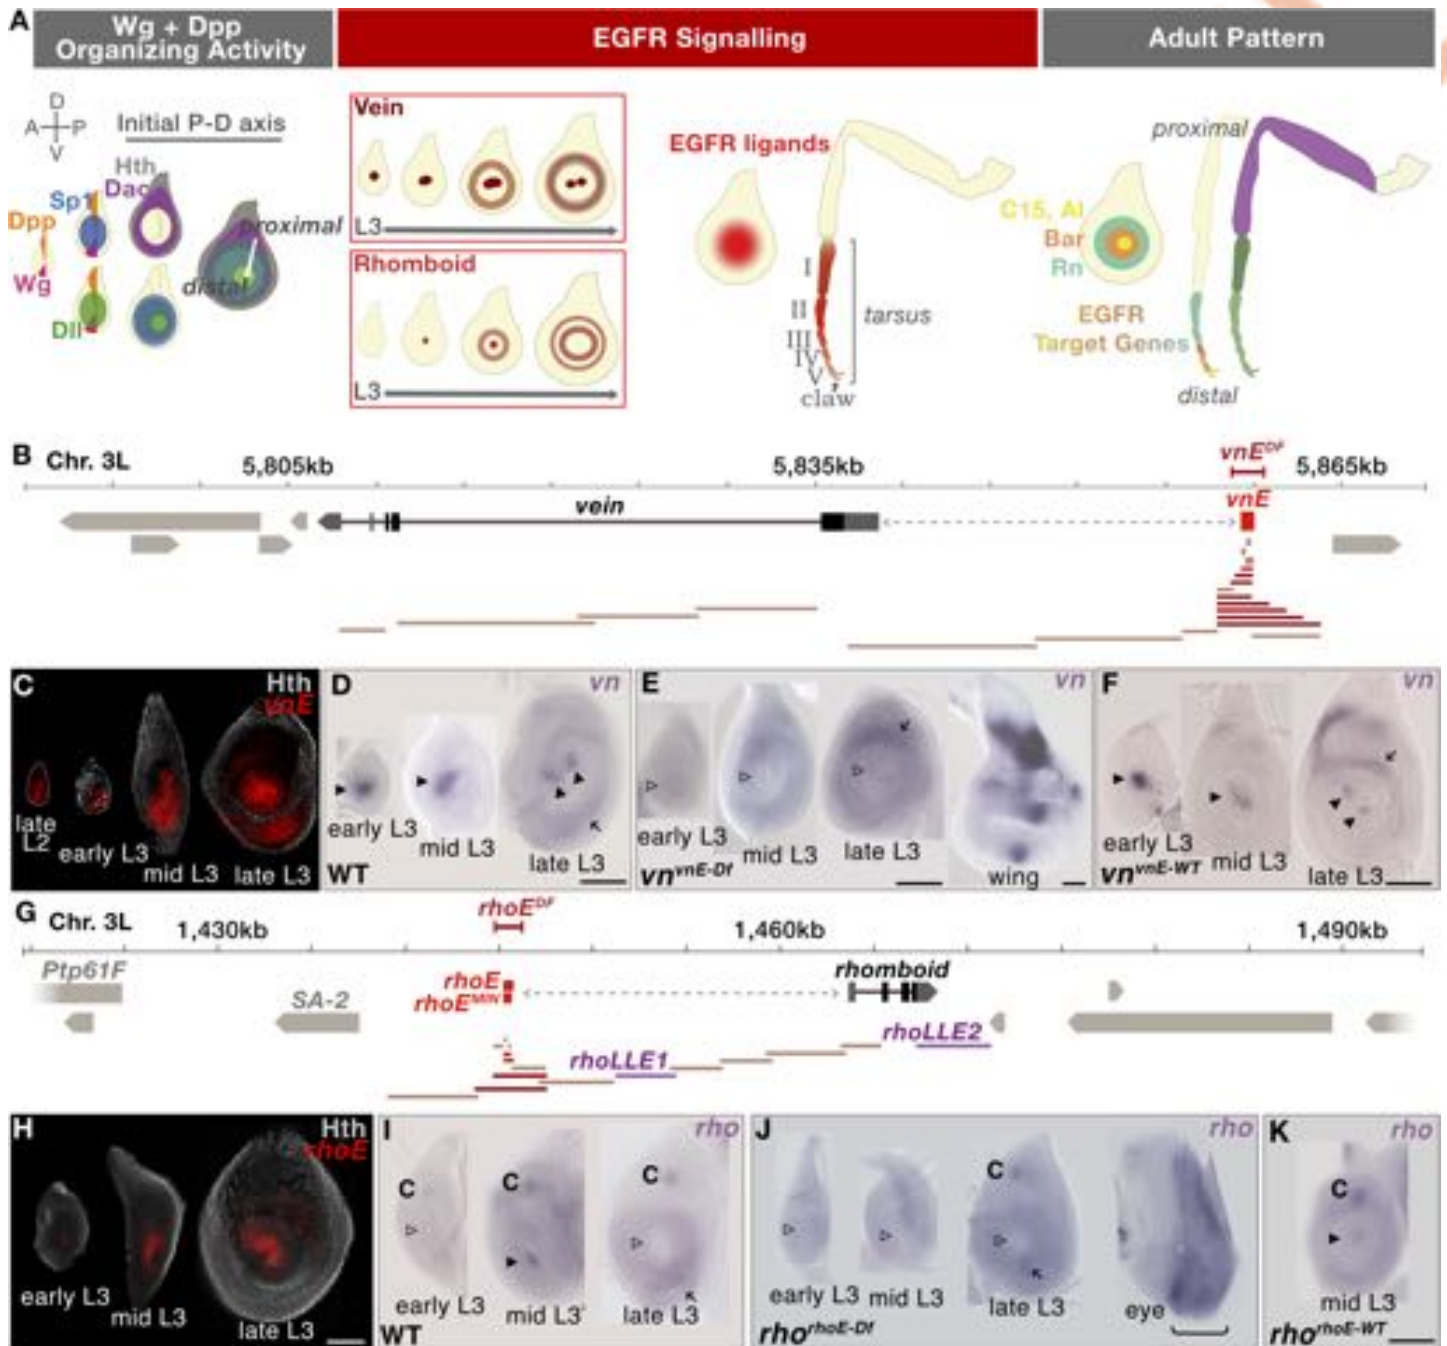 A
Wg + Dpp
Organizing Activity
EGFR Signalling
Adult Pattern
D
A P
V
Initial P-D axis
Hth
Dac
Sp1
Dpp
Wg
Dll
proximal
distal
Vein
L3
Rhomboid
L3
EGFR ligands
I
II
III
IV
V
claw
tarsus
proximal
C15, Al
Bar
Rn
EGFR
Target Genes
distal
B Chr. 3L 5,805kb 5,835kb vnE^DF 5,865kb
vein vnE
C Hth
vnE
late
L2
early L3
mid L3
late L3
D vn
early L3
mid L3
late L3
WT
E vn
early L3
mid L3
late L3
wing
vn^vnE-Df
F vn
early L3
mid L3
late L3
vn^vnE-WT
G Chr. 3L 1,430kb rhoE^DF 1,460kb 1,490kb
Ptp61F
SA-2
rhoE
rhoE^MIN
rhomboid
rhoLLE1
rhoLLE2
H Hth
rhoE
early L3
mid L3
late L3
I rho
C
C
C
early L3
mid L3
late L3
WT
J rho
C
early L3
mid L3
late L3
eye
rho^rhoE-Df
K rho
C
mid L3
rho^rhoE-WT